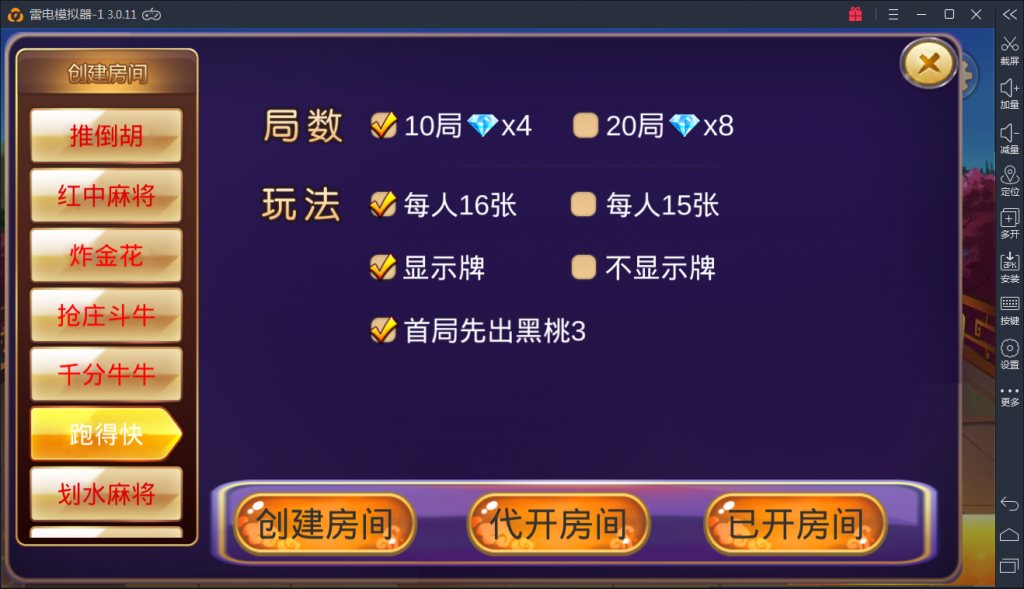 雷电模拟器-1 3.0.11
创建房间
推倒胡
红中麻将
炸金花
抢庄斗牛
千分牛牛
跑得快
划水麻将
局数 10局 x4 20局 x8
玩法 每人16张 每人15张
显示牌 不显示牌
首局先出黑桃3
创建房间 代开房间 已开房间
截屏
加量
减量
定位
多开
APK
安装
按键
设置
更多